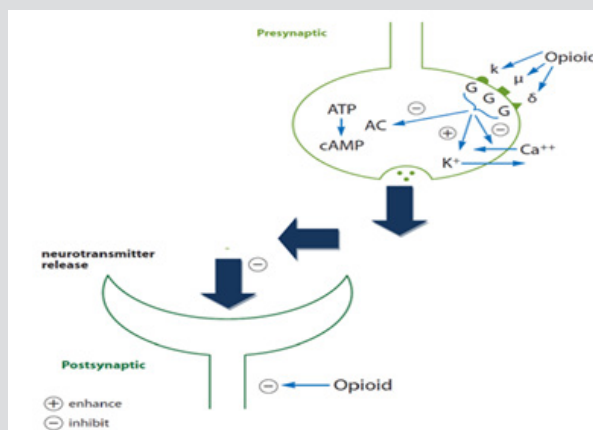 Presynaptic
Opioid
k
μ
δ
G
G
G
ATP
AC
cAMP
⊖
⊕
⊖
Ca⁺⁺
K⁺
neurotransmitter
release
⊖
Postsynaptic
⊖
Opioid
⊕ enhance
⊖ inhibit